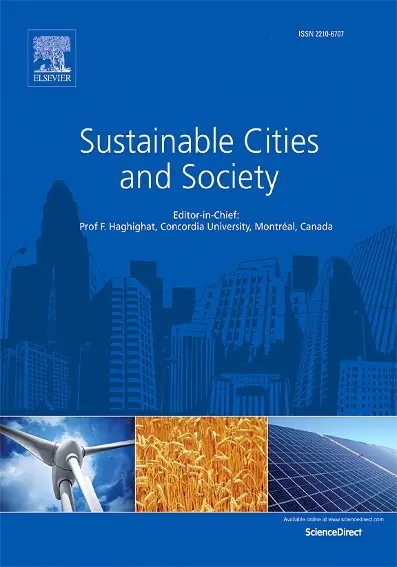 ISSN 2210-6707
ELSEVIER
Sustainable Cities
and Society
Editor-in-Chief:
Prof F. Haghighat, Concordia University, Montréal, Canada
Available online at www.sciencedirect.com
ScienceDirect